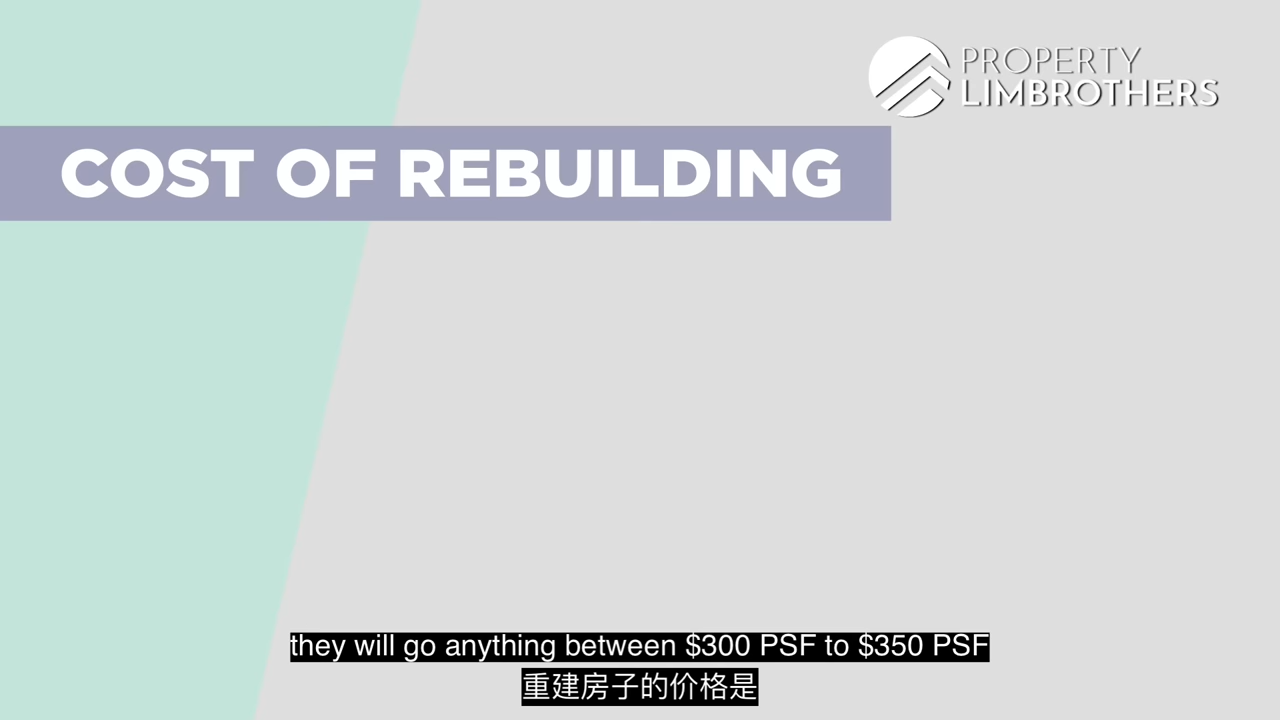 PROPERTY
LIMBROTHERS
COST OF REBUILDING
they will go anything between $300 PSF to $350 PSF
重建房子的价格是